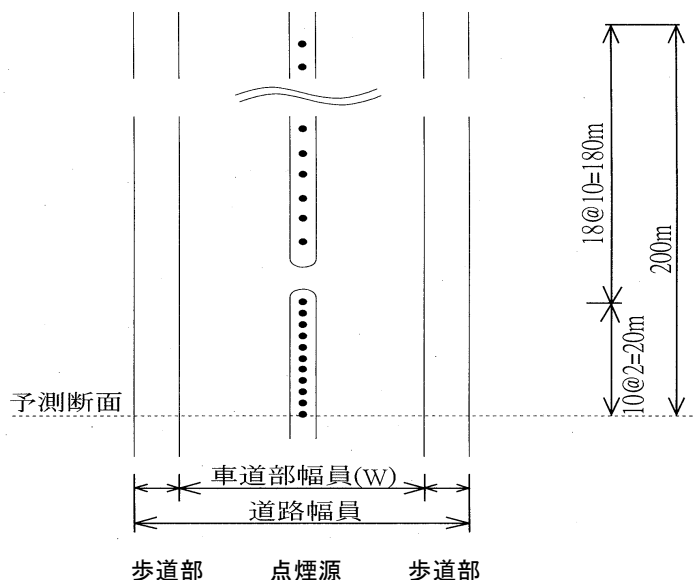 18@10=180m
200m
10@2=20m
予測断面
車道部幅員(W)
道路幅員
歩道部 点煙源 歩道部